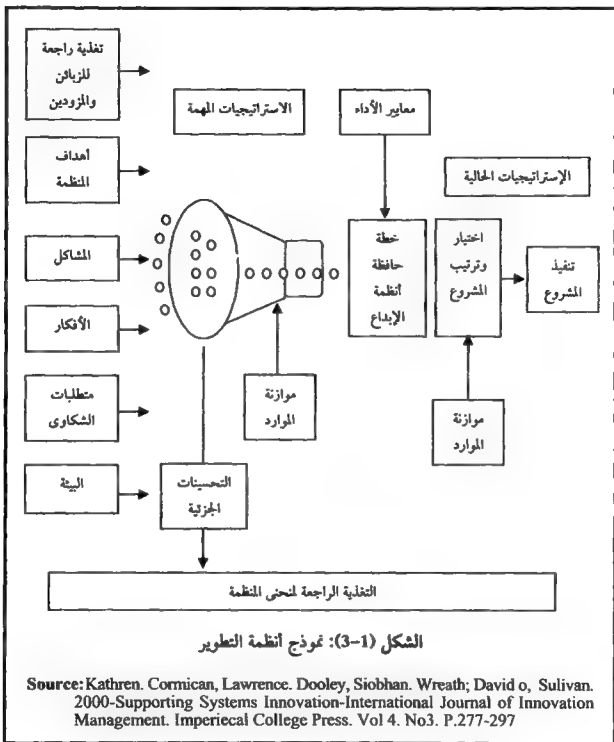 تغذية راجعة
للزبائن
والمزودين
الاستراتيجيات المهمة
معايير الأداء
أهداف
المنظمة
الإستراتيجيات الحالية
المشاكل
خطة
حافظة
أنظمة
الإبداع
اختيار
وترتيب
المشروع
تنفيذ
المشروع
الأفكار
متطلبات
الشكاوى
موازنة
الموارد
موازنة
الموارد
البيئة
التحسينات
الجزئية
التغذية الراجعة لمنحنى المنظمة
الشكل (1-3): نموذج أنظمة التطوير
Source: Kathren. Cormican, Lawrence. Dooley, Siobhan. Wreath; David o, Sulivan.
2000-Supporting Systems Innovation-International Journal of Innovation
Management. Imperiecal College Press. Vol 4. No3. P.277-297